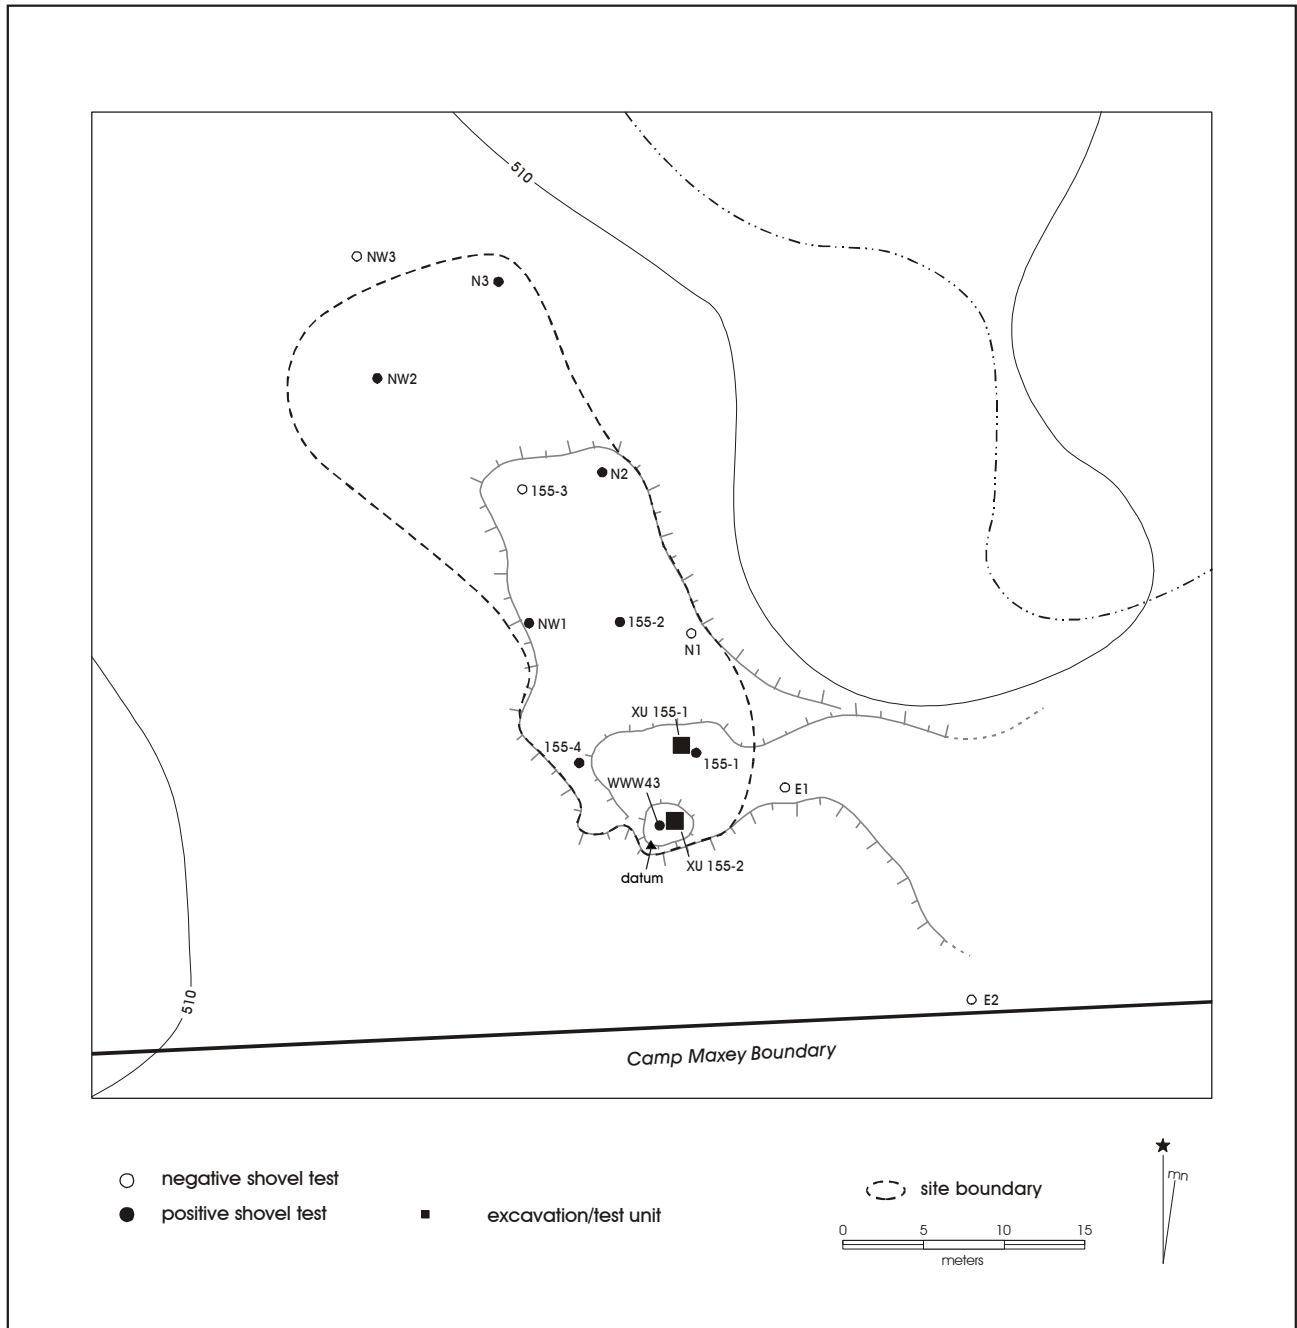 510
NW3
N3
NW2
N2
155-3
NW1
155-2
N1
XU 155-1
155-4
155-1
WWW43
E1
XU 155-2
datum
510
E2
Camp Maxey Boundary
negative shovel test
positive shovel test
excavation/test unit
site boundary
0 5 10 15
meters
mn